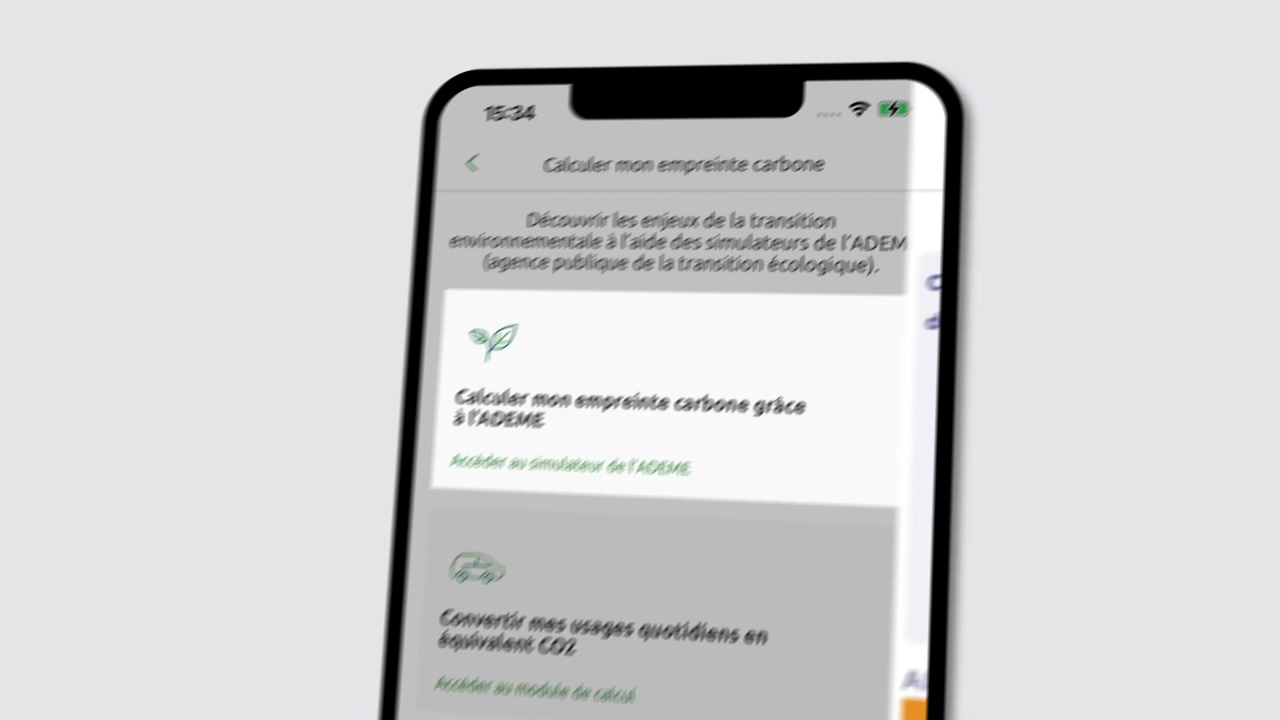 15:34
Calculer mon empreinte carbone
Découvrir les enjeux de la transition
environnementale à l'aide des simulateurs de l'ADEM
(agence publique de la transition écologique).
Calculer mon empreinte carbone grâce
à l'ADEME
Accéder au simulateur de l'ADEME
Convertir mes usages quotidiens en
équivalent CO2
Accéder au module de calcul